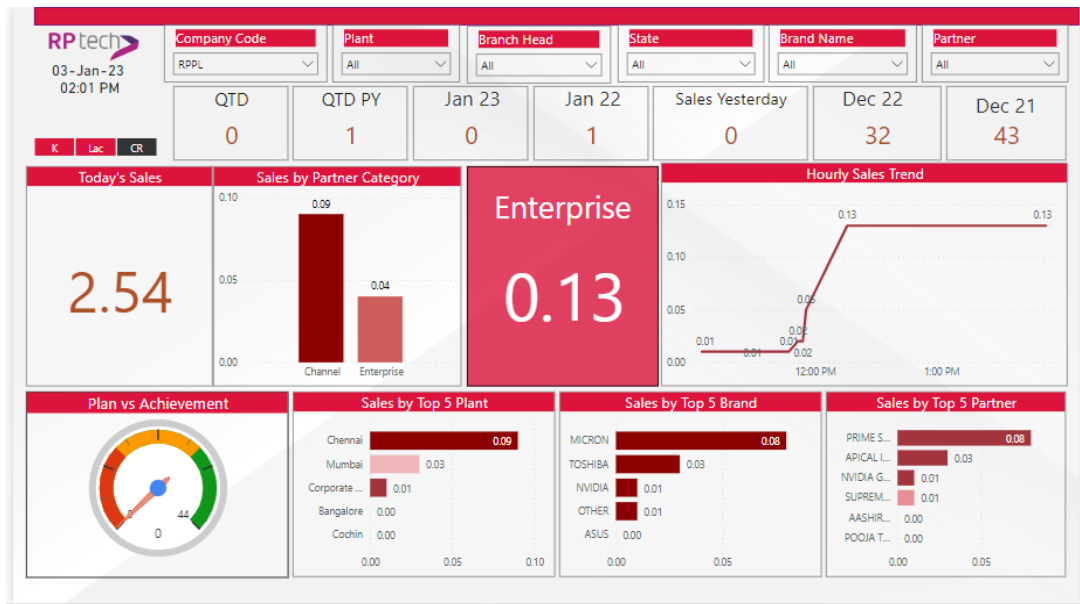 RP tech
03-Jan-23
02:01 PM
K Lac CR
Company Code
RPPL
Plant
All
Branch Head
All
State
All
Brand Name
All
Partner
All
QTD
0
QTD PY
1
Jan 23
0
Jan 22
1
Sales Yesterday
0
Dec 22
32
Dec 21
43
Today's Sales
2.54
Sales by Partner Category
0.10
0.05
0.00
0.09
0.04
Channel Enterprise
Enterprise
0.13
Hourly Sales Trend
0.15
0.10
0.05
0.00
0.01
0.01
0.01
0.02
0.02
0.05
0.13
0.13
12:00 PM 1:00 PM
Plan vs Achievement
0
44
0
Sales by Top 5 Plant
Chennai 0.09
Mumbai 0.03
Corporate ... 0.01
Bangalore 0.00
Cochin 0.00
0.00 0.05 0.10
Sales by Top 5 Brand
MICRON 0.08
TOSHIBA 0.03
NVIDIA 0.01
OTHER 0.01
ASUS 0.00
0.00 0.05
Sales by Top 5 Partner
PRIME S... 0.08
APICAL I... 0.03
NVIDIA G... 0.01
SUPREM... 0.01
AASHIR... 0.00
POOJA T... 0.00
0.00 0.05